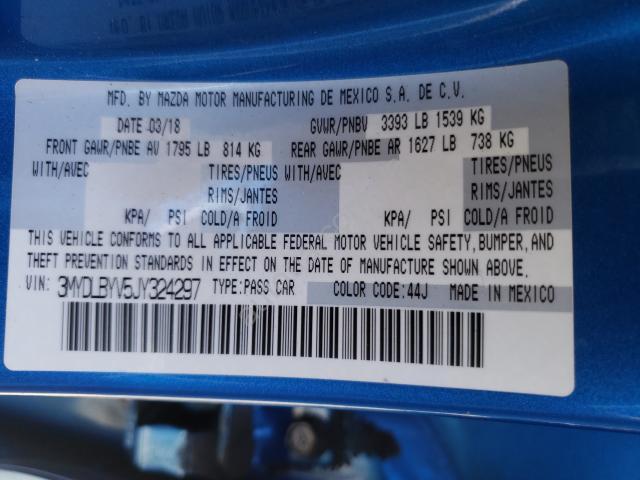 MFD. BY MAZDA MOTOR MANUFACTURING DE MEXICO S.A. DE C.V.
DATE 03/18 GVWR/PNBV 3393 LB 1539 KG
FRONT GAWR/PNBE AV 1795 LB 814 KG REAR GAWR/PNBE AR 1627 LB 738 KG
WITH/AVEC TIRES/PNEUS WITH/AVEC TIRES/PNEUS
RIMS/JANTES RIMS/JANTES
KPA/ PSI COLD/A FROID KPA/ PSI COLD/A FROID
THIS VEHICLE CONFORMS TO ALL APPLICABLE FEDERAL MOTOR VEHICLE SAFETY, BUMPER, AND
THEFT PREVENTION STANDARDS IN EFFECT ON THE DATE OF MANUFACTURE SHOWN ABOVE.
VIN: 3MYDLBYV5JY324297 TYPE:PASS CAR COLOR CODE:44J MADE IN MEXICO